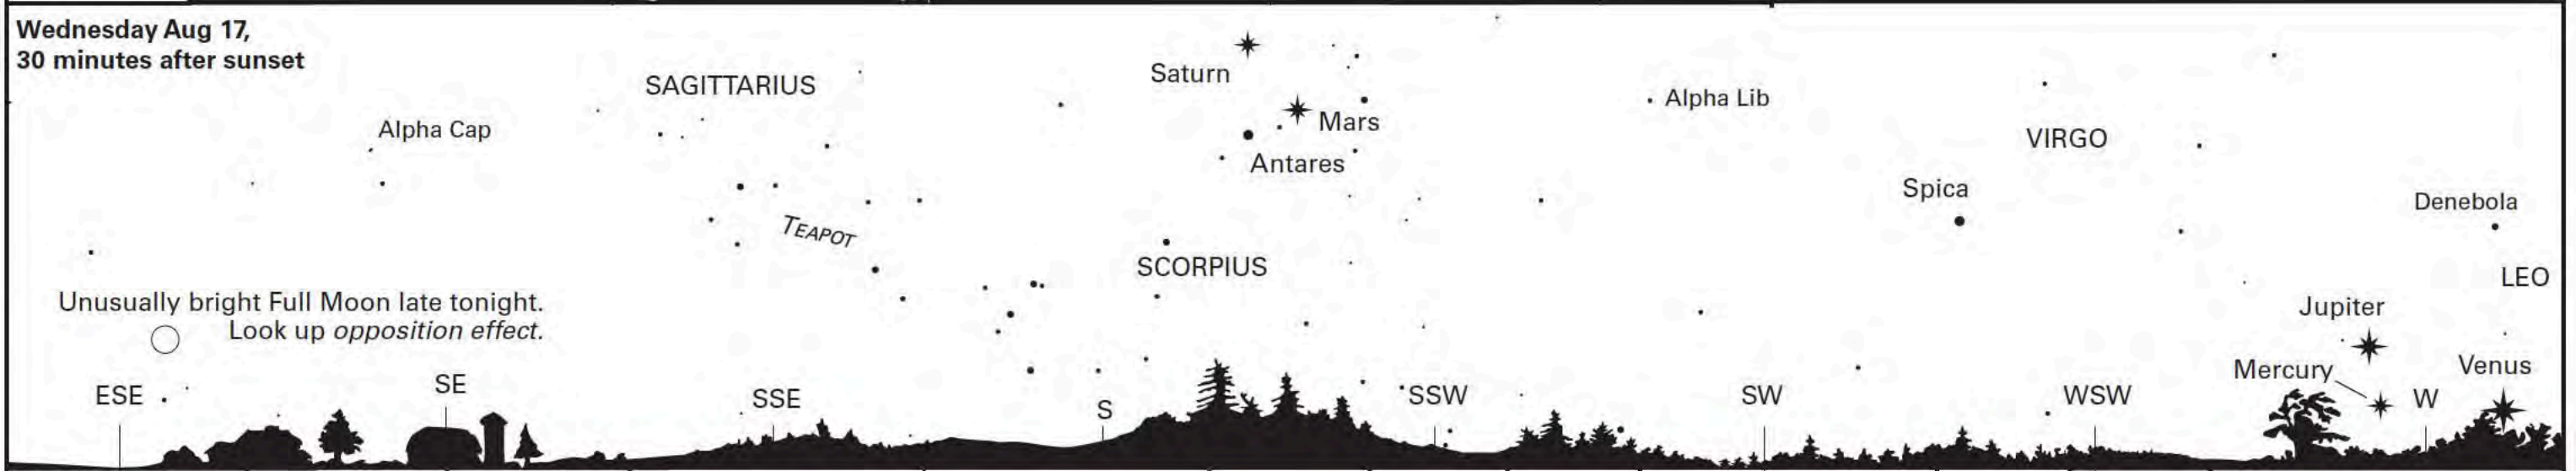 Wednesday Aug 17,
30 minutes after sunset
Alpha Cap
SAGITTARIUS
TEAPOT
Saturn
Mars
Antares
SCORPIUS
Alpha Lib
VIRGO
Spica
Denebola
LEO
Jupiter
Mercury
Venus
Unusually bright Full Moon late tonight.
Look up opposition effect.
ESE
SE
SSE
S
SSW
SW
WSW
W